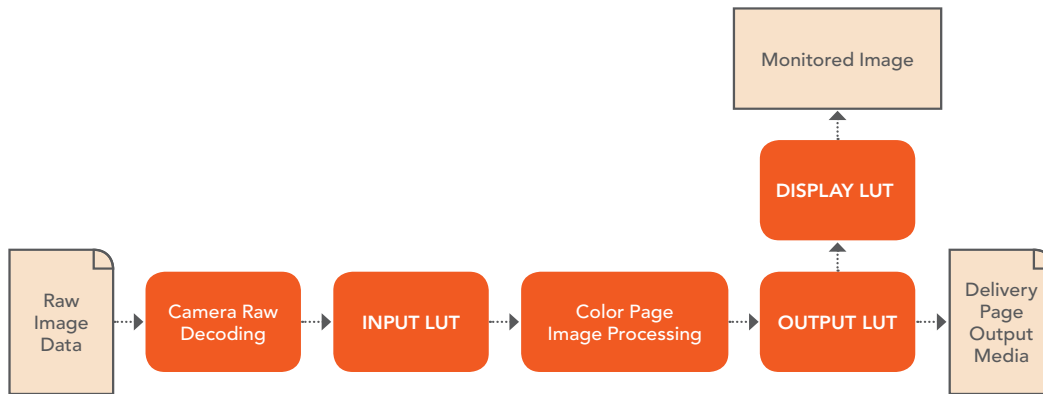 Monitored Image
DISPLAY LUT
Raw
Image
Data
Camera Raw
Decoding
INPUT LUT
Color Page
Image Processing
OUTPUT LUT
Delivery
Page
Output
Media